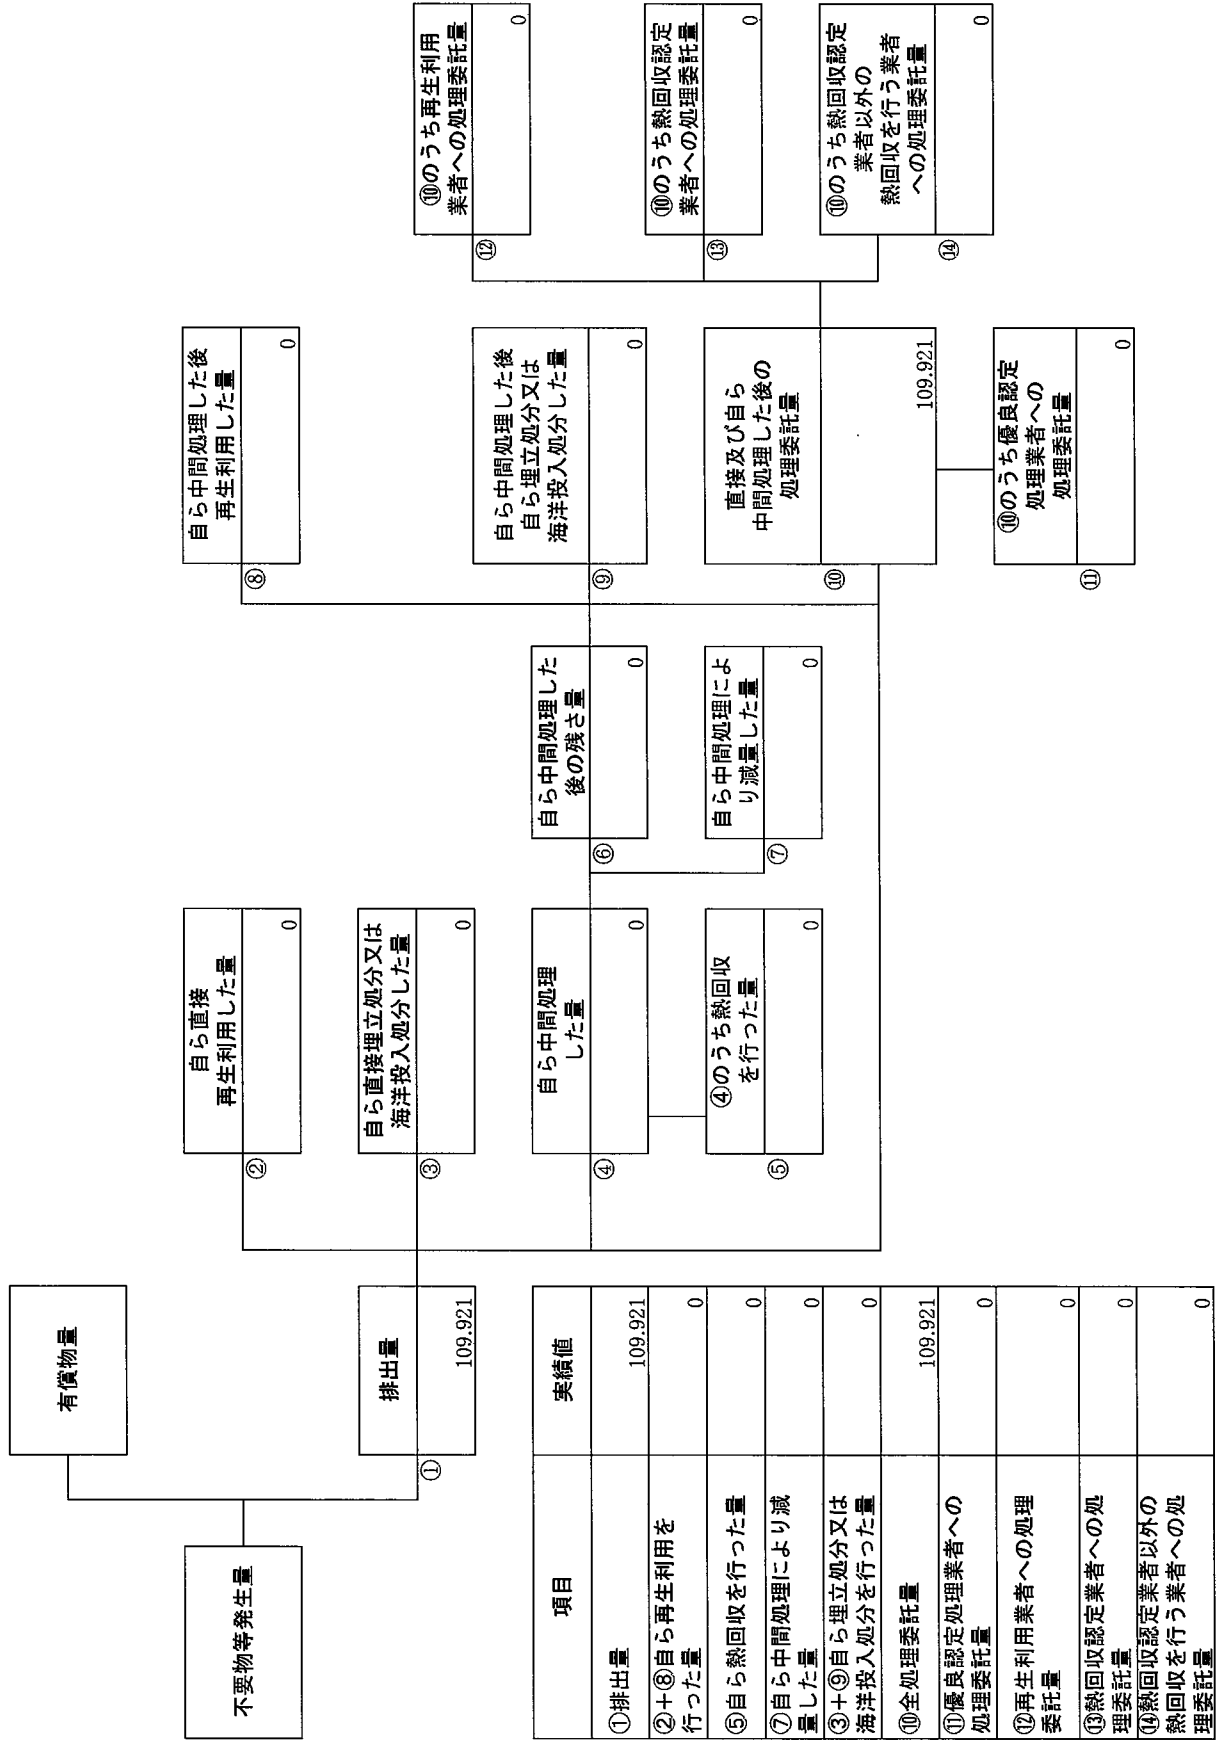 不要物等発生量
有償物量
排出量
①
109.921
自ら直接
再生利用した量
②
0
自ら直接埋立処分又は
海洋投入処分した量
③
0
自ら中間処理
した量
④
0
④のうち熱回収
を行った量
⑤
0
自ら中間処理した
後の残さ量
⑥
0
自ら中間処理によ
り減量した量
⑦
0
自ら中間処理した後
再生利用した量
⑧
0
自ら中間処理した後
自ら埋立処分又は
海洋投入処分した量
⑨
0
直接及び自ら
中間処理した後の
処理委託量
⑩
109.921
⑩のうち優良認定
処理業者への
処理委託量
⑪
0
⑩のうち再生利用
業者への処理委託量
⑫
0
⑩のうち熱回収認定
業者への処理委託量
⑬
0
⑩のうち熱回収認定
業者以外の
熱回収を行う業者
への処理委託量
⑭
0
項目 実績値
①排出量 109.921
②+⑧自ら再生利用を
行った量 0
⑤自ら熱回収を行った量 0
⑦自ら中間処理により減
量した量 0
③+⑨自ら埋立処分又は
海洋投入処分を行った量 0
⑩全処理委託量 109.921
⑪優良認定処理業者への
処理委託量 0
⑫再生利用業者への処理
委託量 0
⑬熱回収認定業者への処
理委託量 0
⑭熱回収認定業者以外の
熱回収を行う業者への処
理委託量 0